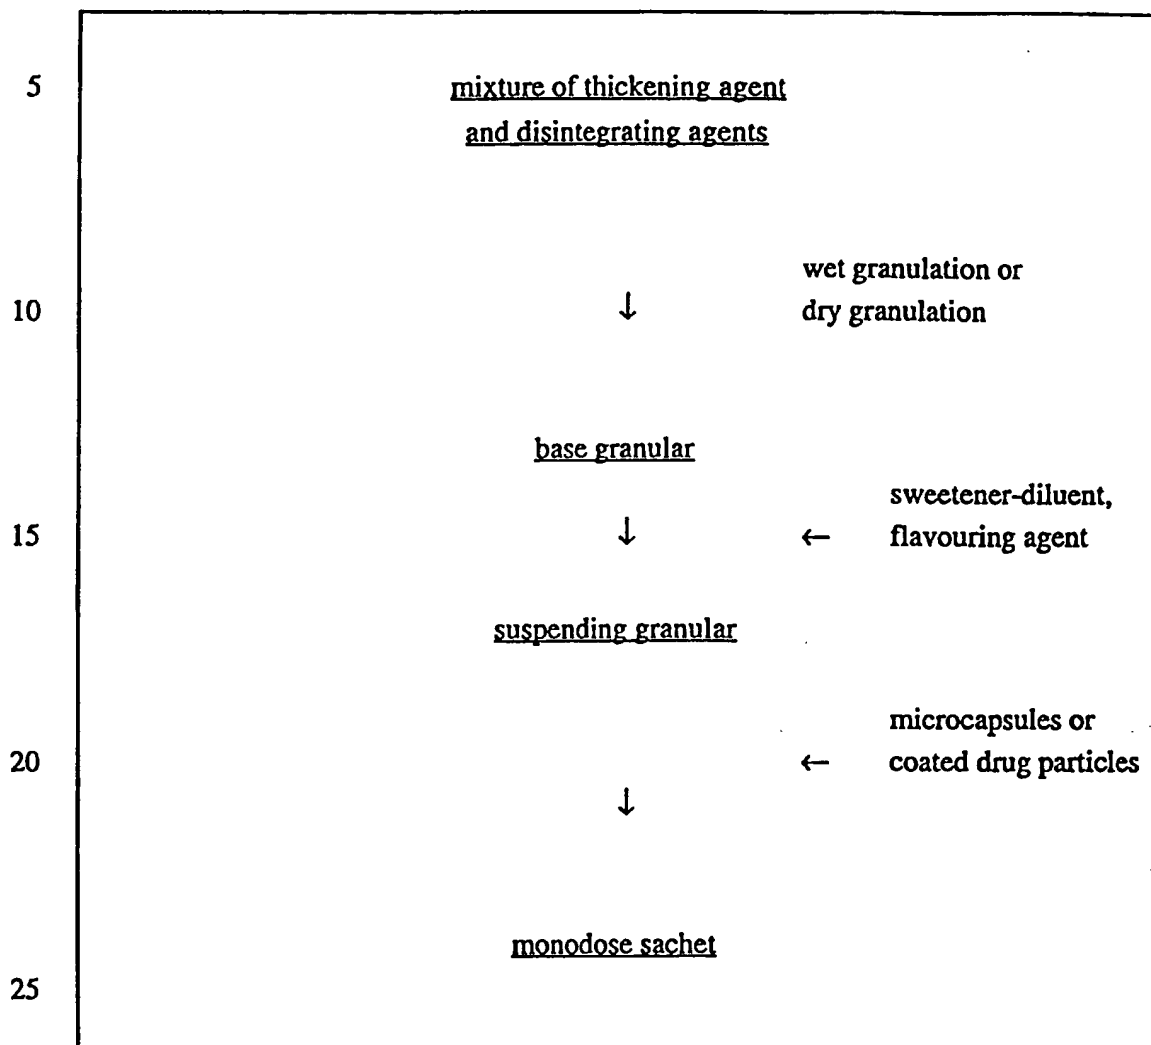 5 mixture of thickening agent
and disintegrating agents
wet granulation or
10 ↓ dry granulation
base granular
sweetener-diluent,
15 ↓ ← flavouring agent
suspending granular
microcapsules or
20 ← coated drug particles
↓
monodose sachet
25